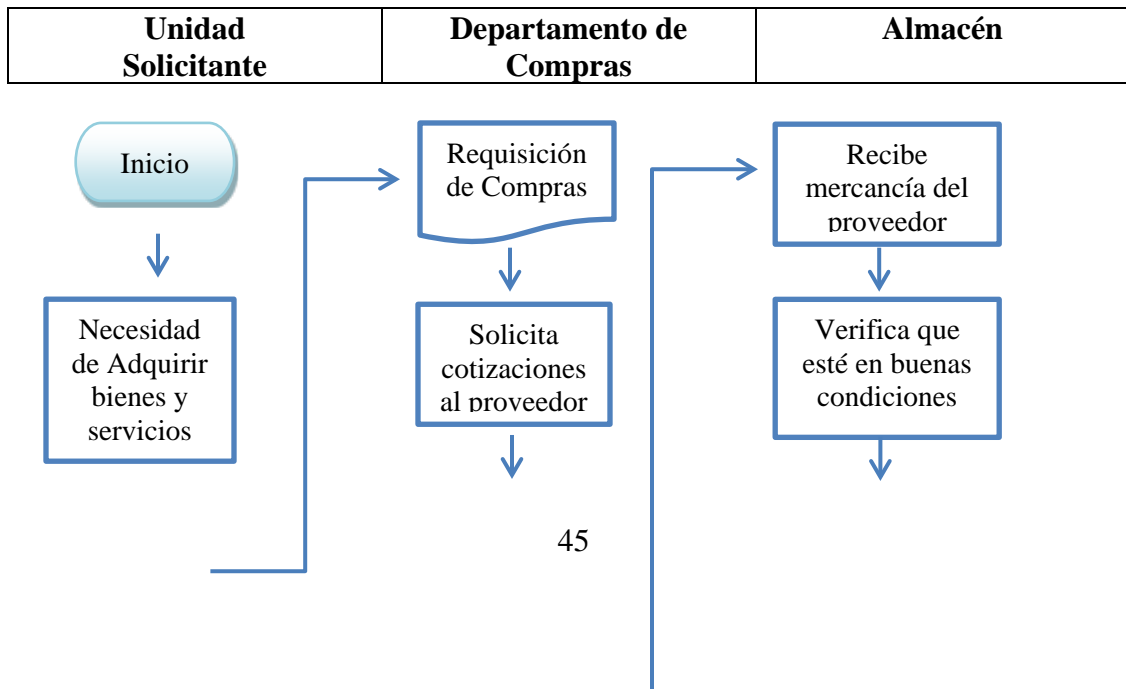 Unidad
Solicitante
Departamento de
Compras
Almacén
Inicio
Necesidad
de Adquirir
bienes y
servicios
Requisición
de Compras
Solicita
cotizaciones
al proveedor
Recibe
mercancía del
proveedor
Verifica que
esté en buenas
condiciones
45